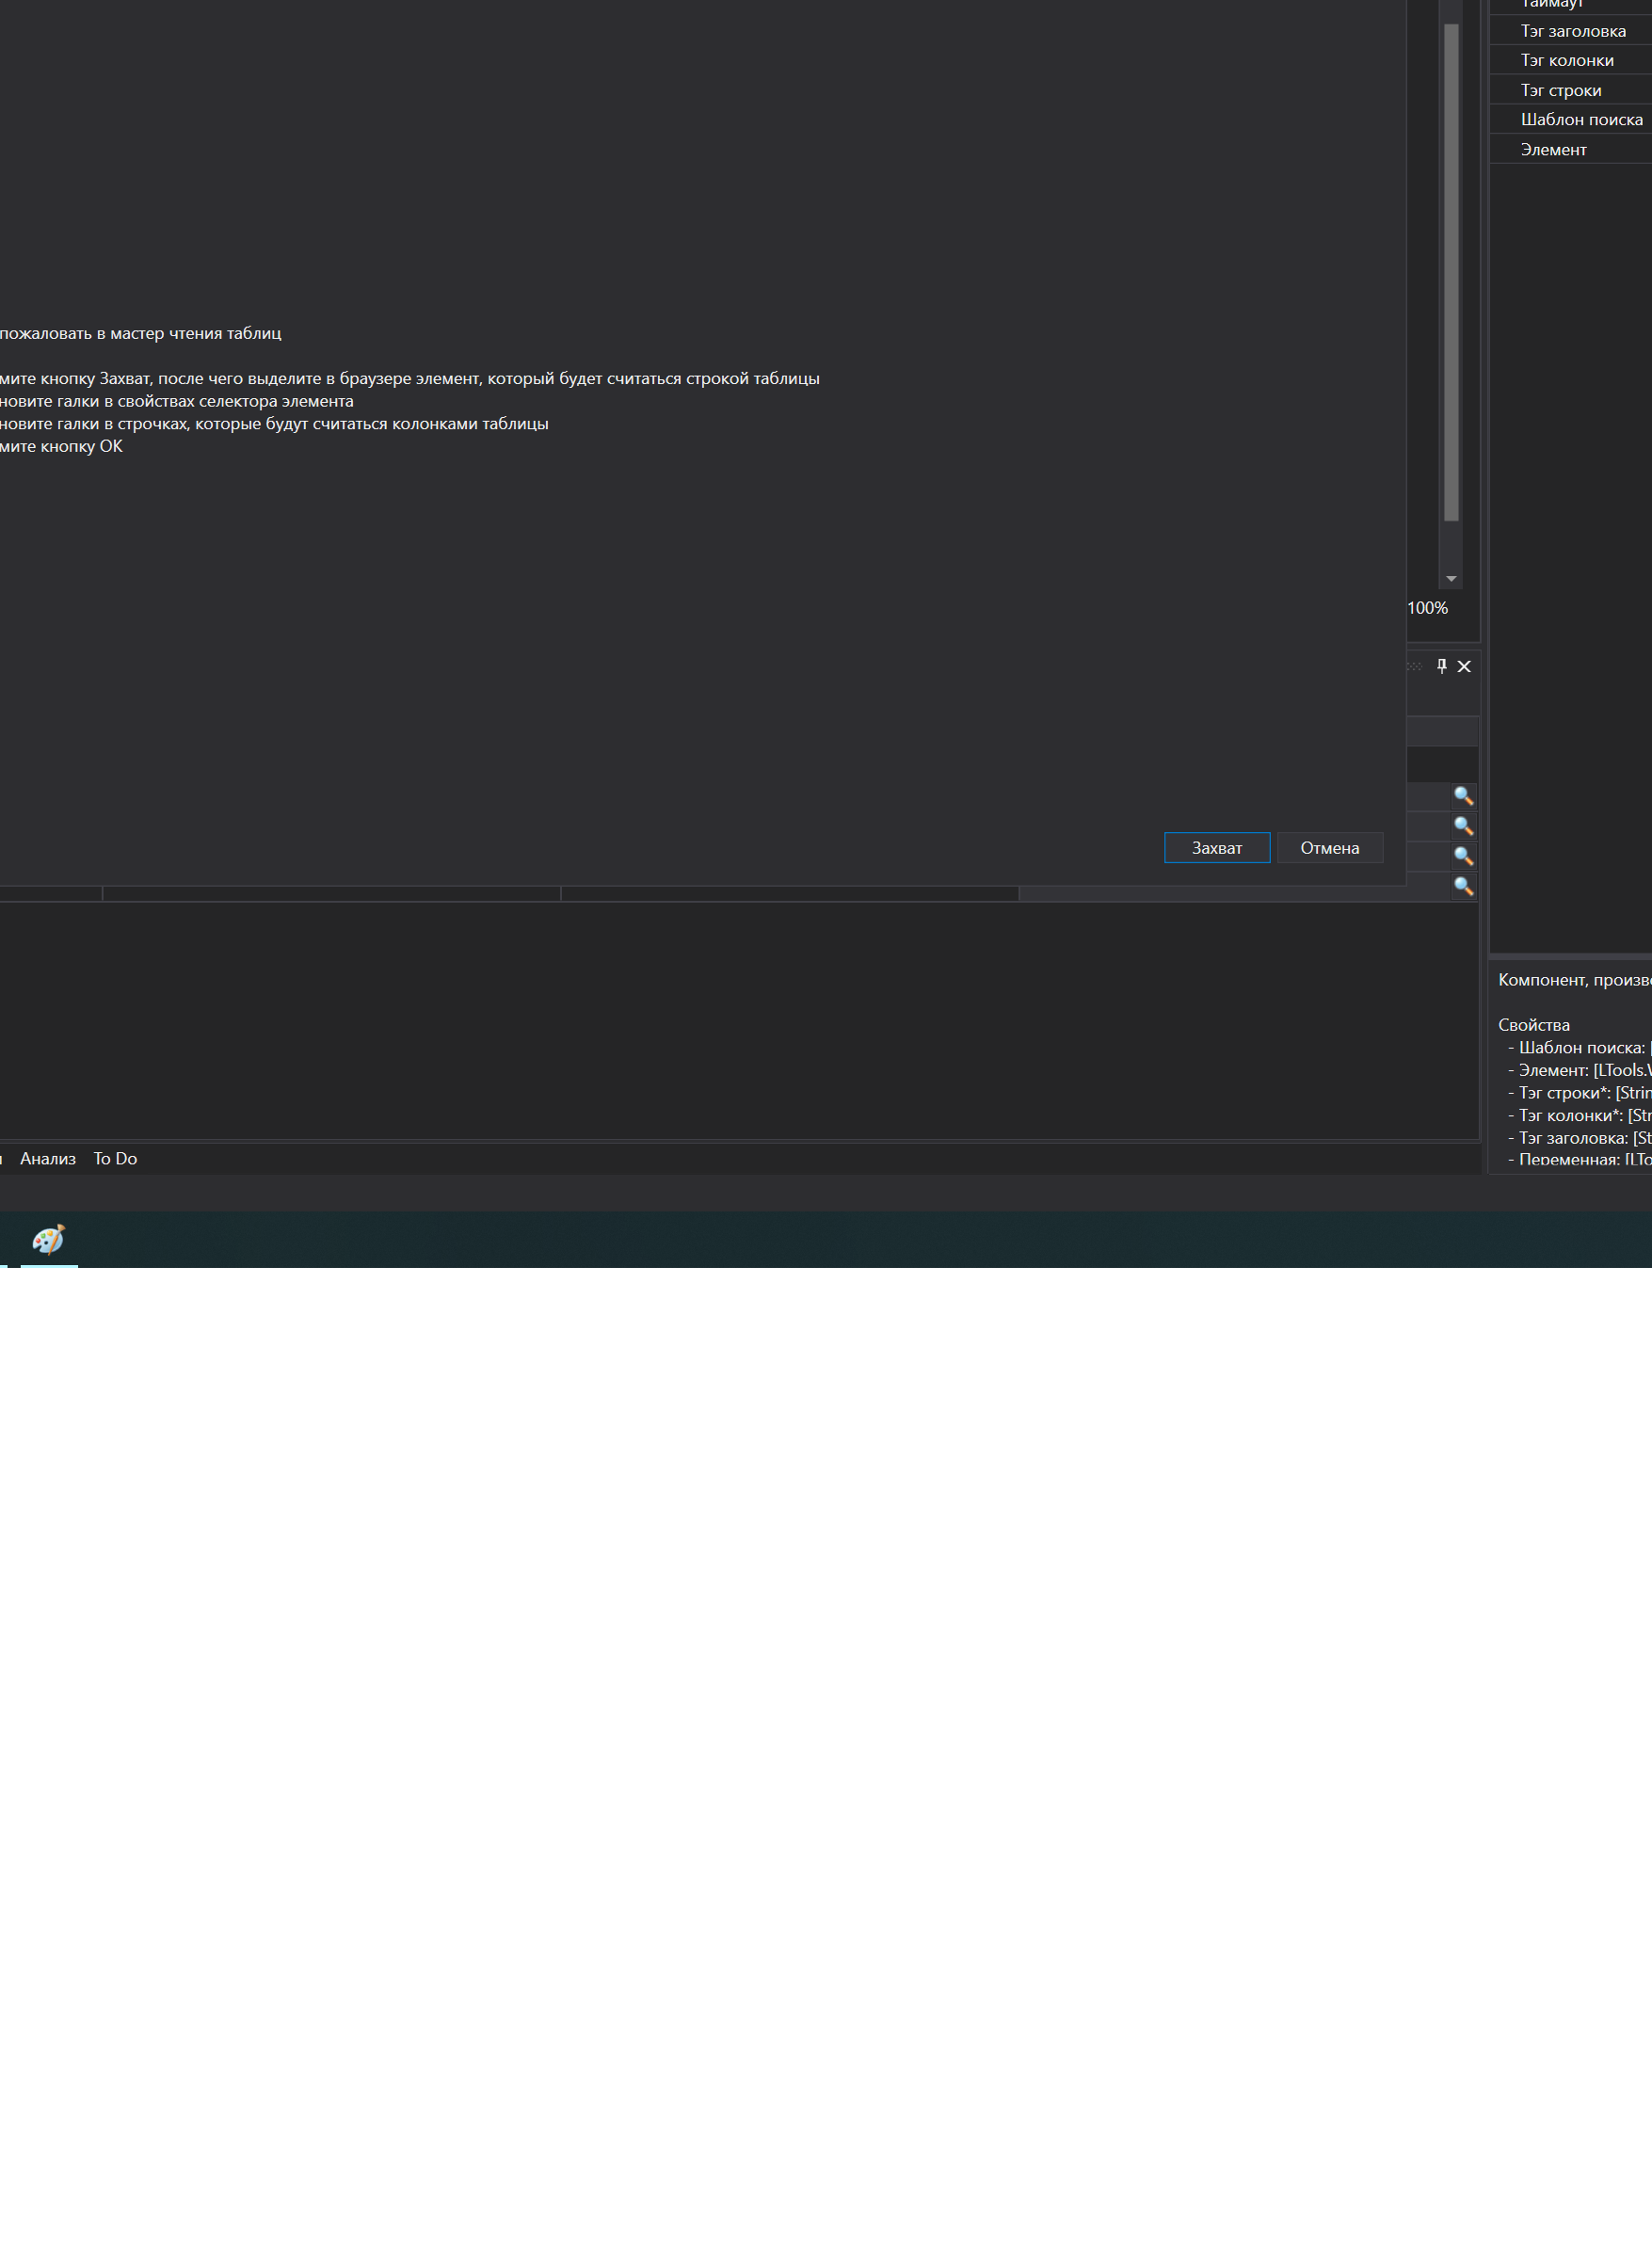 пожаловать в мастер чтения таблиц
мите кнопку Захват, после чего выделите в браузере элемент, который будет считаться строкой таблицы
новите галки в свойствах селектора элемента
новите галки в строчках, которые будут считаться колонками таблицы
мите кнопку ОК
100%
Захват Отмена
Анализ To Do
Таймаут
Тэг заголовка
Тэг колонки
Тэг строки
Шаблон поиска
Элемент
Компонент, произв
Свойства
- Шаблон поиска: [
- Элемент: [LTools.
- Тэг строки*: [Strin
- Тэг колонки*: [Str
- Тэг заголовка: [St
- Переменная: [LTo